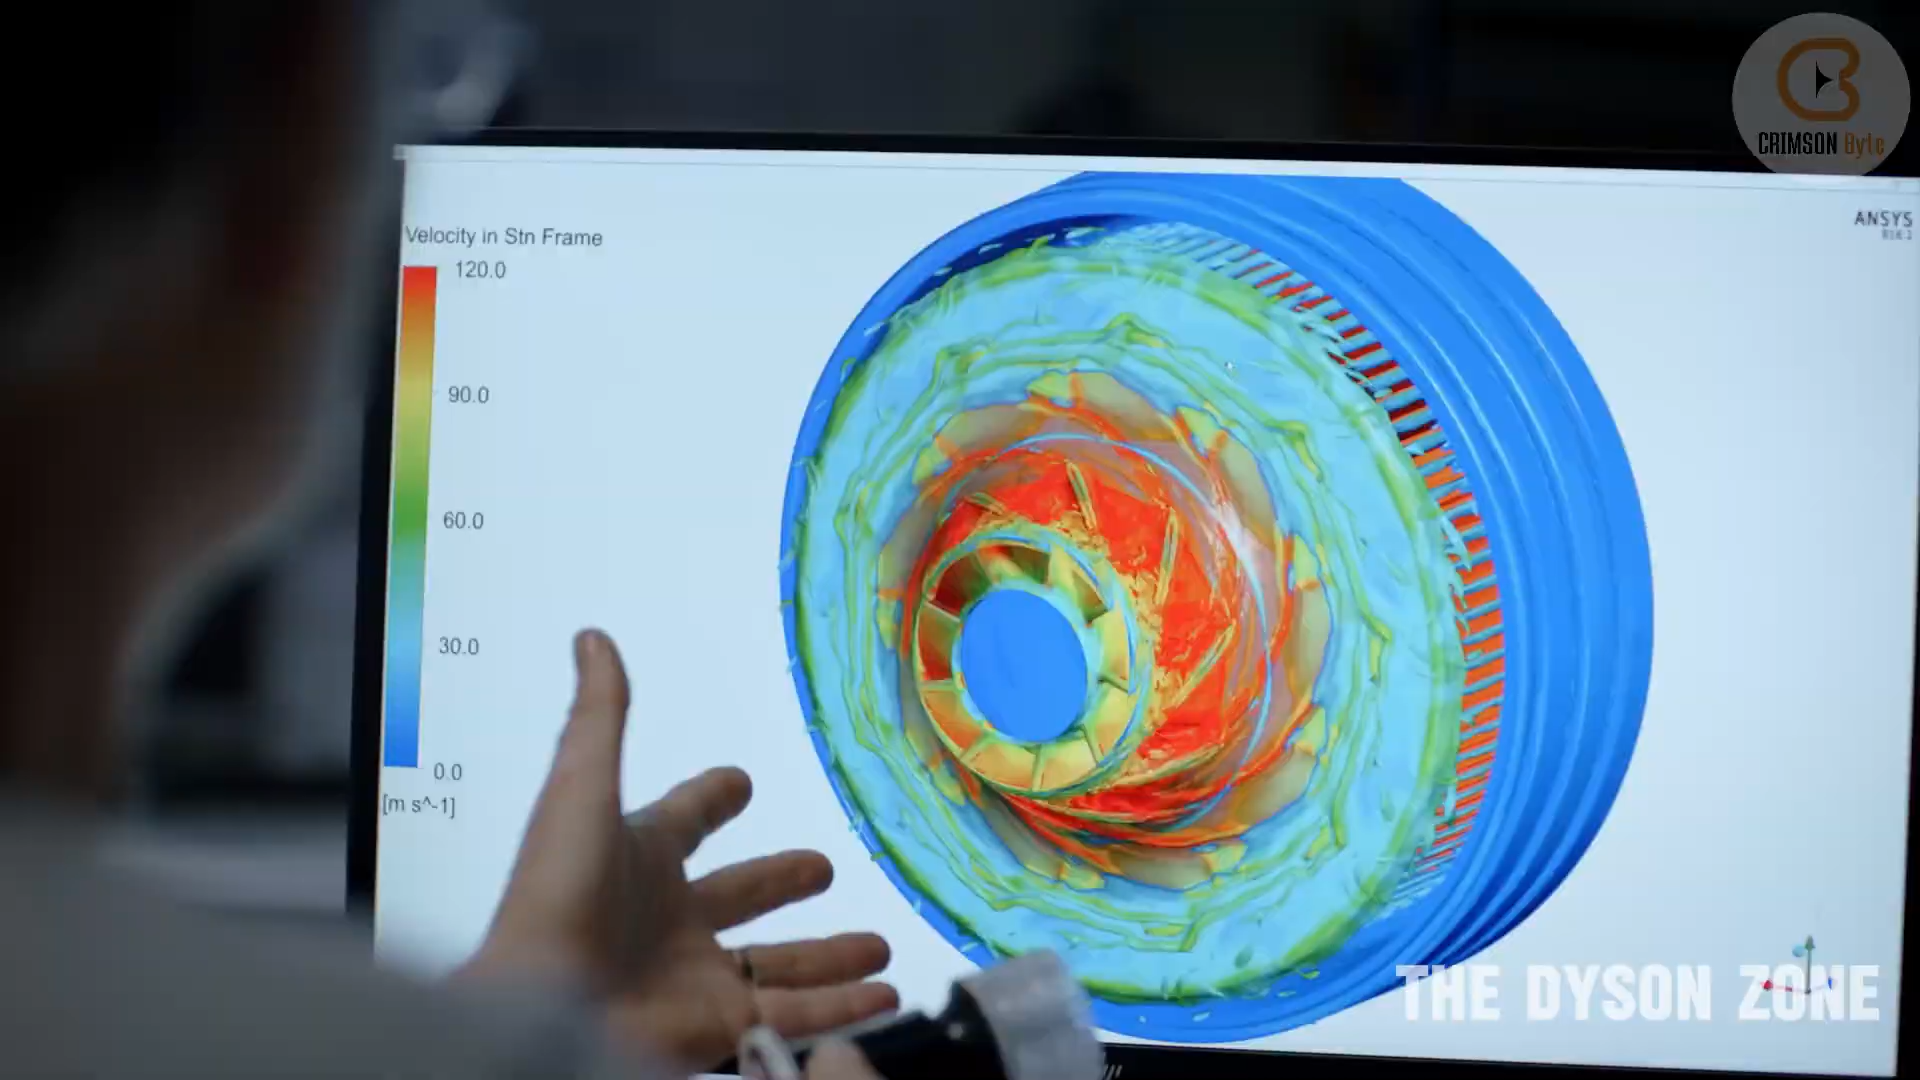 CRIMSON Byte
ANSYS
Velocity in Stn Frame
120.0
90.0
60.0
30.0
0.0
[m s^-1]
THE DYSON ZONE